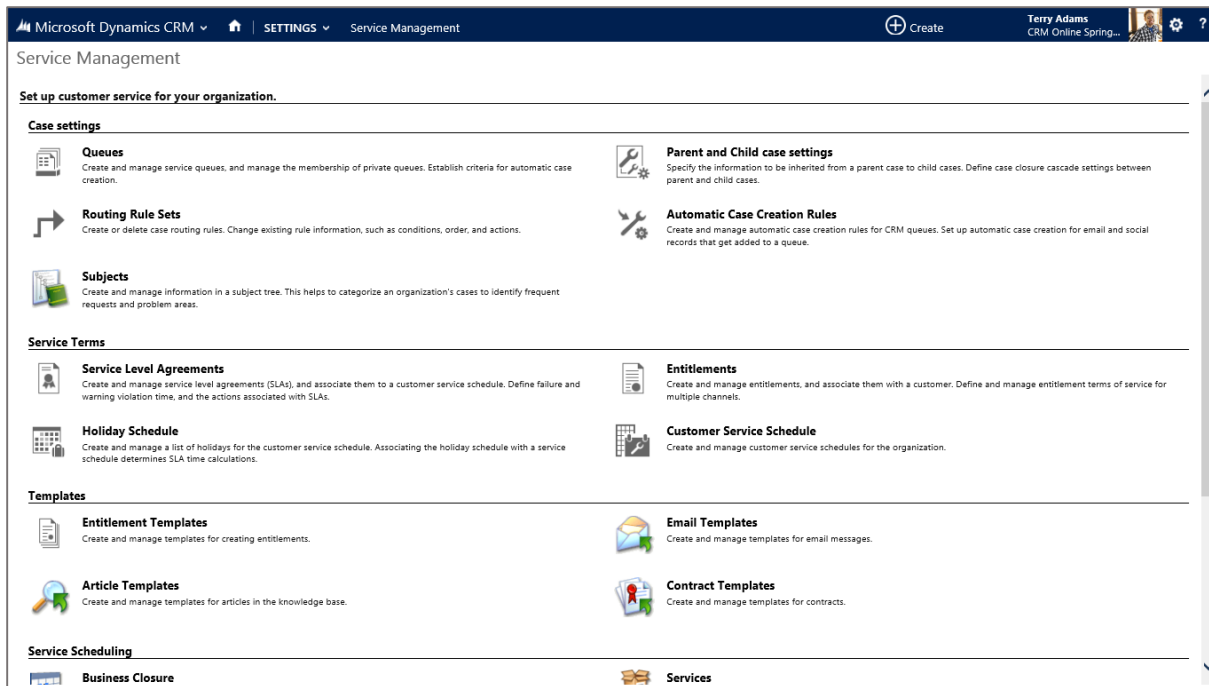 Microsoft Dynamics CRM SETTINGS Service Management Create Terry Adams
CRM Online Spring... ?
Service Management
Set up customer service for your organization.
Case settings
Queues
Create and manage service queues, and manage the membership of private queues. Establish criteria for automatic case
creation.
Parent and Child case settings
Specify the information to be inherited from a parent case to child cases. Define case closure cascade settings between
parent and child cases.
Routing Rule Sets
Create or delete case routing rules. Change existing rule information, such as conditions, order, and actions.
Automatic Case Creation Rules
Create and manage automatic case creation rules for CRM queues. Set up automatic case creation for email and social
records that get added to a queue.
Subjects
Create and manage information in a subject tree. This helps to categorize an organization's cases to identify frequent
requests and problem areas.
Service Terms
Service Level Agreements
Create and manage service level agreements (SLAs), and associate them to a customer service schedule. Define failure and
warning violation time, and the actions associated with SLAs.
Entitlements
Create and manage entitlements, and associate them with a customer. Define and manage entitlement terms of service for
multiple channels.
Holiday Schedule
Create and manage a list of holidays for the customer service schedule. Associating the holiday schedule with a service
schedule determines SLA time calculations.
Customer Service Schedule
Create and manage customer service schedules for the organization.
Templates
Entitlement Templates
Create and manage templates for creating entitlements.
Email Templates
Create and manage templates for email messages.
Article Templates
Create and manage templates for articles in the knowledge base.
Contract Templates
Create and manage templates for contracts.
Service Scheduling
Business Closure
Services